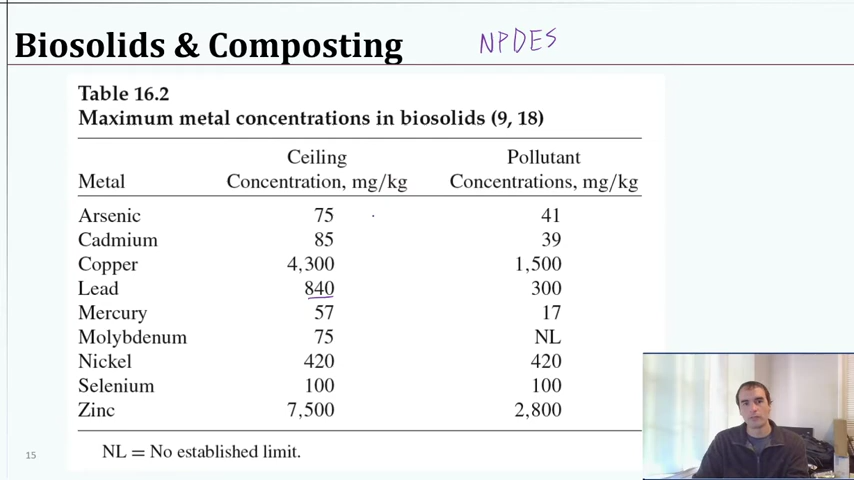 Biosolids & Composting NPDES
Table 16.2
Maximum metal concentrations in biosolids (9, 18)
Ceiling Pollutant
Metal Concentration, mg/kg Concentrations, mg/kg
Arsenic 75 41
Cadmium 85 39
Copper 4,300 1,500
Lead 840 300
Mercury 57 17
Molybdenum 75 NL
Nickel 420 420
Selenium 100 100
Zinc 7,500 2,800
NL = No established limit.
15